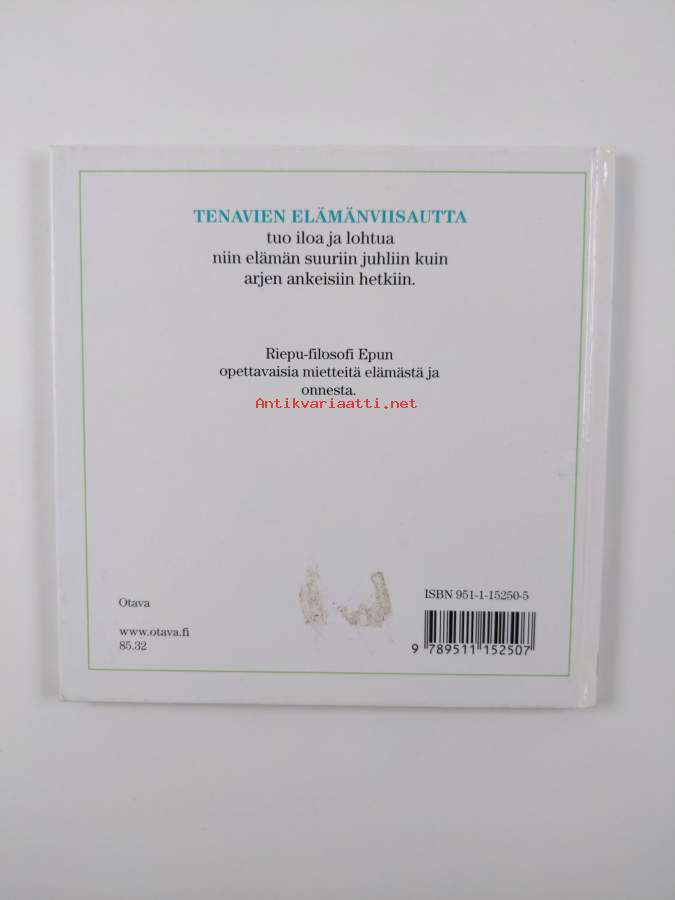 TENAVIEN ELÄMÄNVIISAUTTA
tuo iloa ja lohtua
niin elämän suuriin juhliin kuin
arjen ankeisiin hetkiin.
Riepu-filosofi Epun
opettavaisia mietteitä elämästä ja
onnesta.
Antikvariaatti.net
Otava
www.otava.fi
85.32
ISBN 951-1-15250-5
9 789511 152507